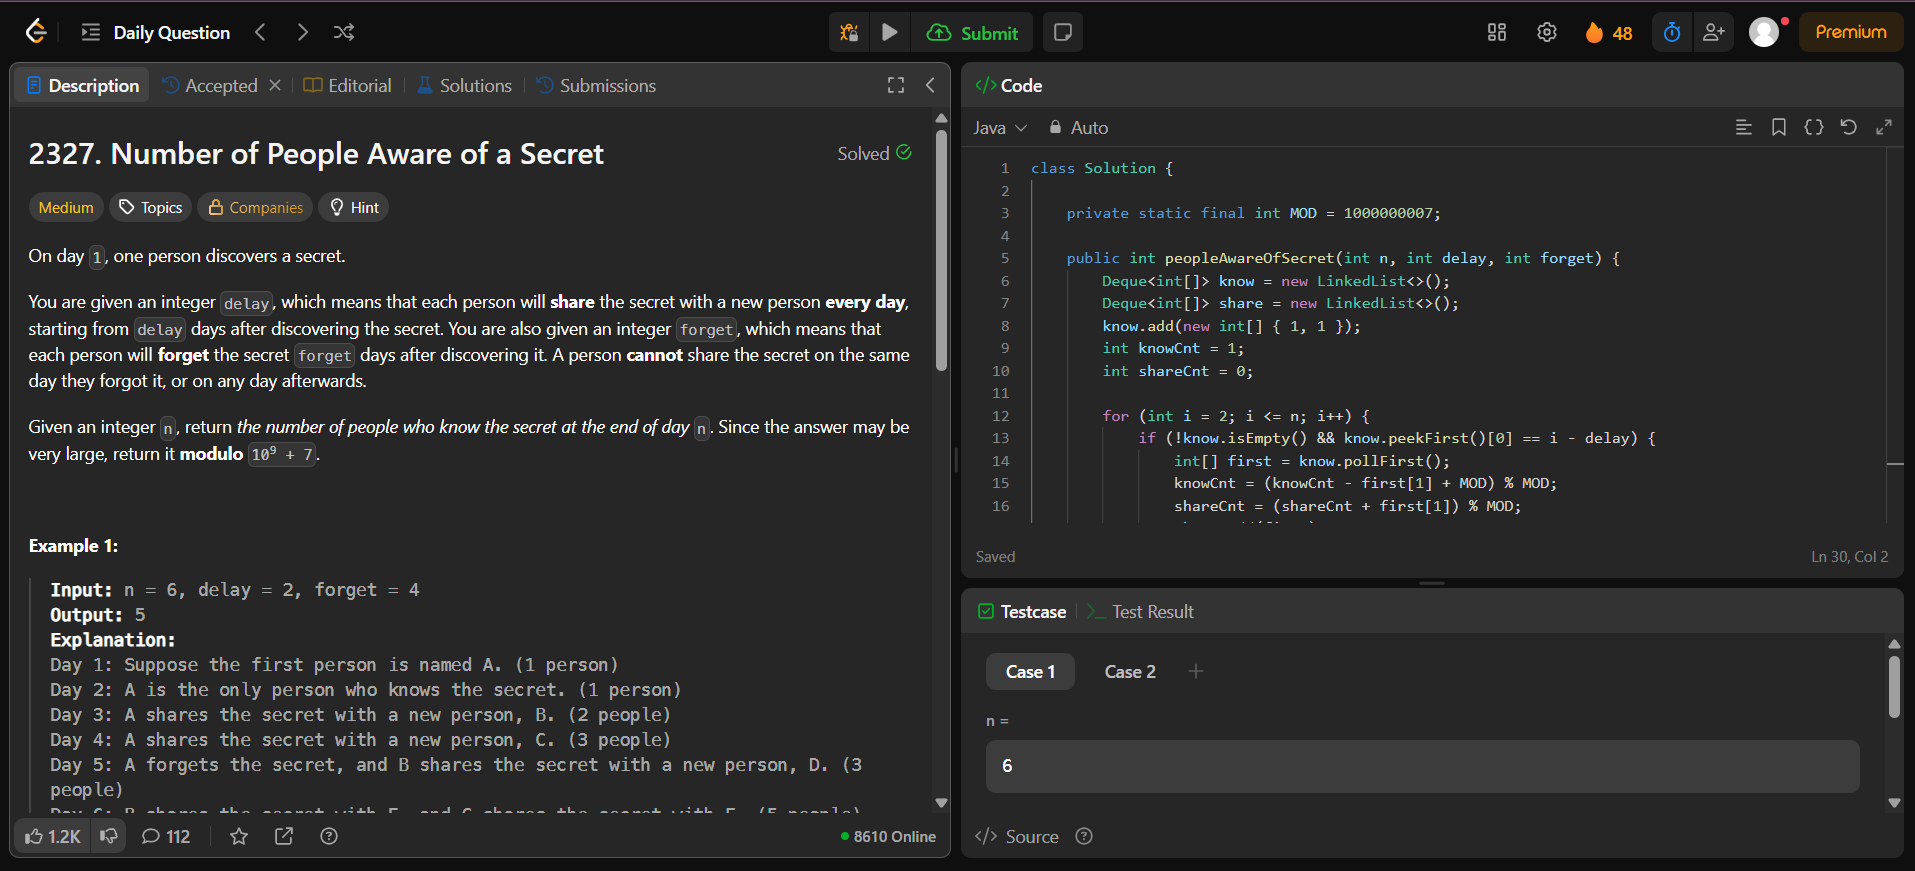 Daily Question
Submit
48
Premium
Description
Accepted
Editorial
Solutions
Submissions
2327. Number of People Aware of a Secret
Solved
Medium
Topics
Companies
Hint
On day 1, one person discovers a secret.
You are given an integer delay, which means that each person will share the secret with a new person every day,
starting from delay days after discovering the secret. You are also given an integer forget, which means that
each person will forget the secret forget days after discovering it. A person cannot share the secret on the same
day they forgot it, or on any day afterwards.
Given an integer n, return the number of people who know the secret at the end of day n. Since the answer may be
very large, return it modulo 10⁹ + 7.
Example 1:
Input: n = 6, delay = 2, forget = 4
Output: 5
Explanation:
Day 1: Suppose the first person is named A. (1 person)
Day 2: A is the only person who knows the secret. (1 person)
Day 3: A shares the secret with a new person, B. (2 people)
Day 4: A shares the secret with a new person, C. (3 people)
Day 5: A forgets the secret, and B shares the secret with a new person, D. (3
people)
1.2K
112
8610 Online
</> Code
Java
Auto
1 class Solution {
2
3 private static final int MOD = 1000000007;
4
5 public int peopleAwareOfSecret(int n, int delay, int forget) {
6 Deque<int[]> know = new LinkedList<>();
7 Deque<int[]> share = new LinkedList<>();
8 know.add(new int[] { 1, 1 });
9 int knowCnt = 1;
10 int shareCnt = 0;
11
12 for (int i = 2; i <= n; i++) {
13 if (!know.isEmpty() && know.peekFirst()[0] == i - delay) {
14 int[] first = know.pollFirst();
15 knowCnt = (knowCnt - first[1] + MOD) % MOD;
16 shareCnt = (shareCnt + first[1]) % MOD;
Saved
Ln 30, Col 2
Testcase
Test Result
Case 1
Case 2
n =
6
</> Source